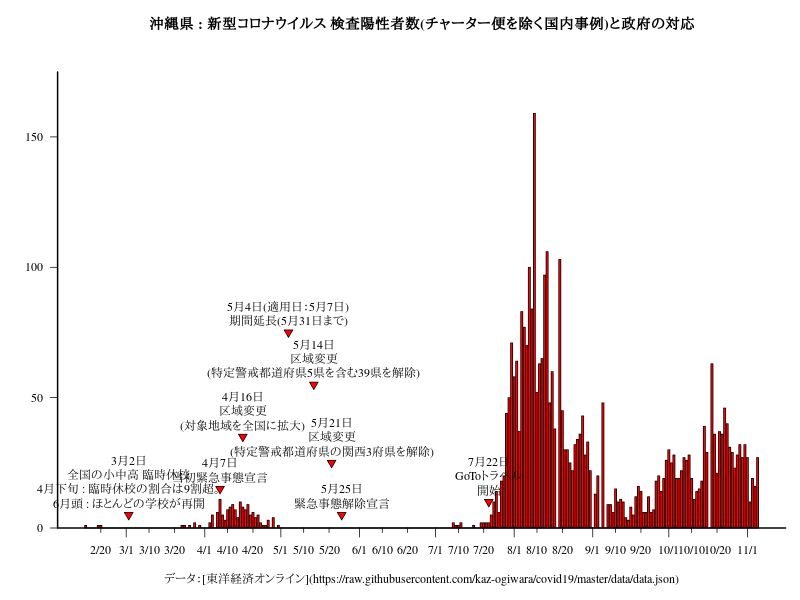 沖縄県 : 新型コロナウイルス 検査陽性者数(チャーター便を除く国内事例)と政府の対応
150
100
50
0
5月4日(適用日:5月7日)
期間延長(5月31日まで)
5月14日
区域変更
(特定警戒都道府県5県を含む39県を解除)
4月16日
区域変更
(対象地域を全国に拡大)
5月21日
区域変更
(特定警戒都道府県の関西3府県を解除)
3月2日
全国の小中高 臨時休校
4月下旬 : 臨時休校の割合は9割超
6月頭 : ほとんどの学校が再開
4月7日
当初緊急事態宣言
5月25日
緊急事態解除宣言
7月22日
GoToトラベル
開始
2/20 3/1 3/10 3/20 4/1 4/10 4/20 5/1 5/10 5/20 6/1 6/10 6/20 7/1 7/10 7/20 8/1 8/10 8/20 9/1 9/10 9/20 10/1 10/10 10/20 11/1
データ:[東洋経済オンライン](https://raw.githubusercontent.com/kaz-ogiwara/covid19/master/data/data.json)